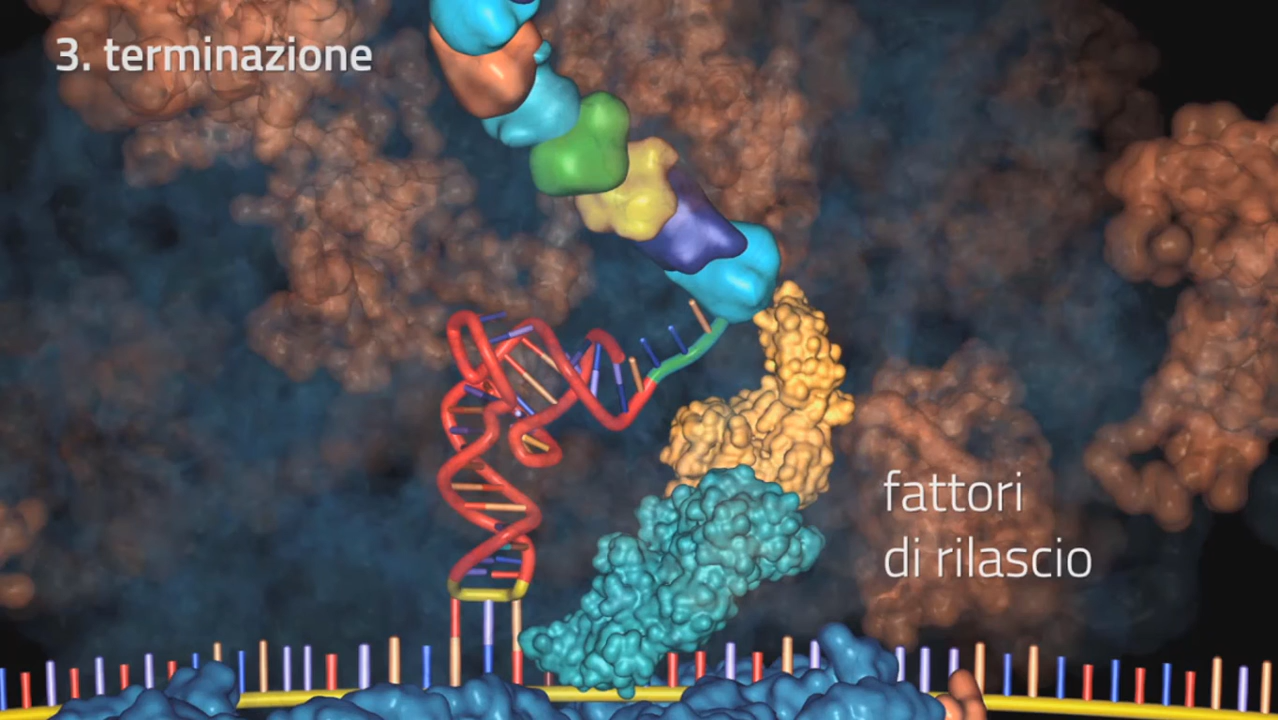 3. terminazione
fattori
di rilascio